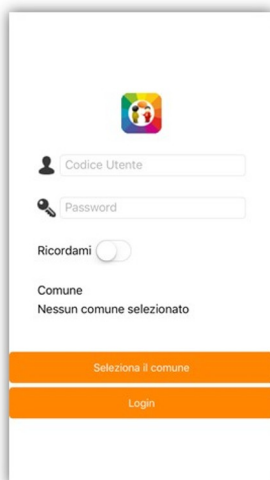 Codice Utente
Password
Ricordami
Comune
Nessun comune selezionato
Seleziona il comune
Login